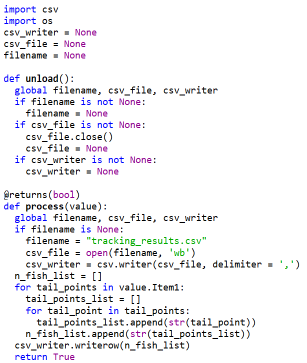 import csv
import os
csv_writer = None
csv_file = None
filename = None

def unload():
  global filename, csv_file, csv_writer
  if filename is not None:
    filename = None
  if csv_file is not None:
    csv_file.close()
    csv_file = None
  if csv_writer is not None:
    csv_writer = None

@returns(bool)
def process(value):
  global filename, csv_file, csv_writer
  if filename is None:
    filename = "tracking_results.csv"
    csv_file = open(filename, 'wb')
    csv_writer = csv.writer(csv_file, delimiter = ',')
  n_fish_list = []
  for tail_points in value.Item1:
    tail_points_list = []
    for tail_point in tail_points:
      tail_points_list.append(str(tail_point))
    n_fish_list.append(str(tail_points_list))
  csv_writer.writerow(n_fish_list)
  return True